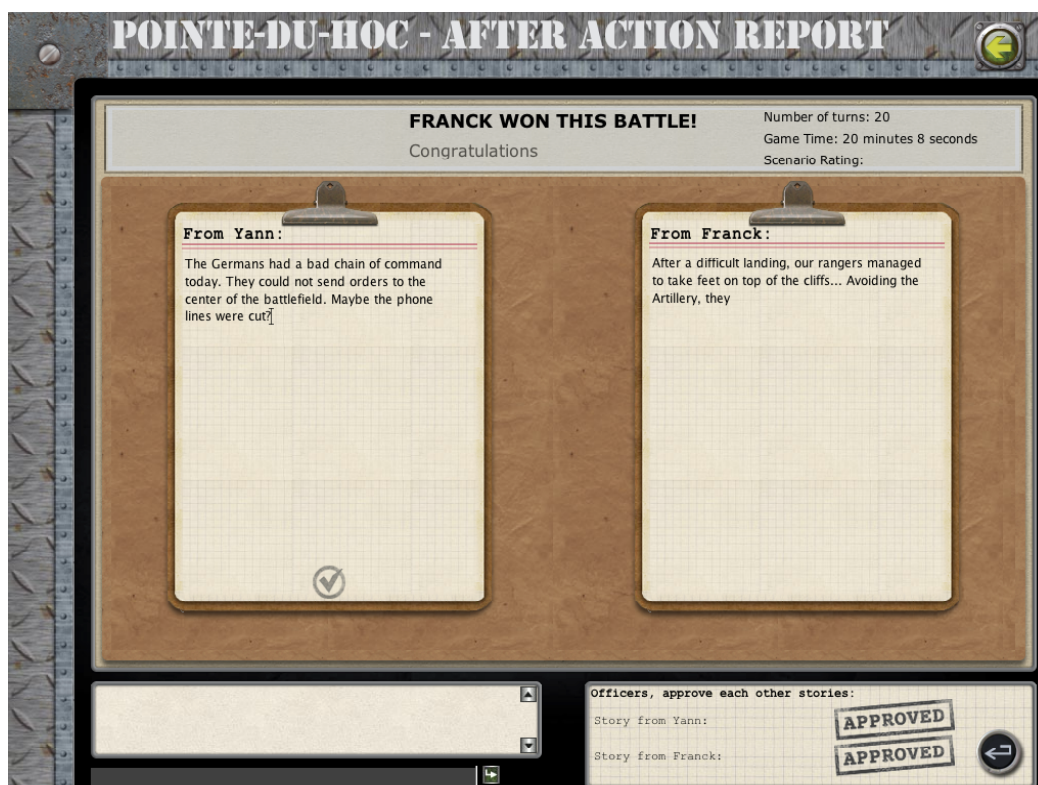 POINTE-DU-HOC - AFTER ACTION REPORT
FRANCK WON THIS BATTLE!
Congratulations
Number of turns: 20
Game Time: 20 minutes 8 seconds
Scenario Rating:
From Yann:
The Germans had a bad chain of command
today. They could not send orders to the
center of the battlefield. Maybe the phone
lines were cut?
From Franck:
After a difficult landing, our rangers managed
to take feet on top of the cliffs... Avoiding the
Artillery, they
Officers, approve each other stories:
Story from Yann:
APPROVED
Story from Franck:
APPROVED